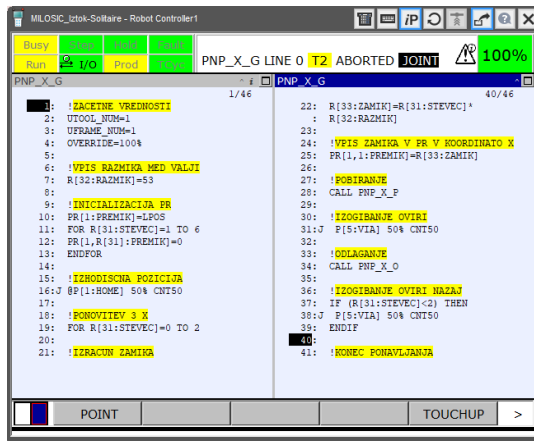 MILOSIC_Iztok-Solitaire - Robot Controller1
iP
Busy Step Hold Fault
Run I/O Prod TCyc
PNP_X_G LINE 0 T2 ABORTED JOINT
100%
PNP_X_G
1/46
1: !ZACETNE VREDNOSTI
2: UTOOL_NUM=1
3: UFRAME_NUM=1
4: OVERRIDE=100%
5:
6: !VPIS RAZMIKA MED VALJI
7: R[32:RAZMIK]=53
8:
9: !INICIALIZACIJA PR
10: PR[1:PREMIK]=LPOS
11: FOR R[31:STEVEC]=1 TO 6
12: PR[1,R[31]:PREMIK]=0
13: ENDFOR
14:
15: !IZHODISCNA POZICIJA
16:J @P[1:HOME] 50% CNT50
17:
18: !PONOVITEV 3 X
19: FOR R[31:STEVEC]=0 TO 2
20:
21: !IZRACUN ZAMIKA
PNP_X_G
40/46
22: R[33:ZAMIK]=R[31:STEVEC]*
: R[32:RAZMIK]
23:
24: !VPIS ZAMIKA V PR V KOORDINATO X
25: PR[1,1:PREMIK]=R[33:ZAMIK]
26:
27: !POBIRANJE
28: CALL PNP_X_P
29:
30: !IZOGIBANJE OVIRI
31:J P[5:VIA] 50% CNT50
32:
33: !ODLAGANJE
34: CALL PNP_X_O
35:
36: !IZOGIBANJE OVIRI NAZAJ
37: IF (R[31:STEVEC]<2) THEN
38:J P[5:VIA] 50% CNT50
39: ENDIF
40:
41: !KONEC PONAVLJANJA
POINT TOUCHUP >